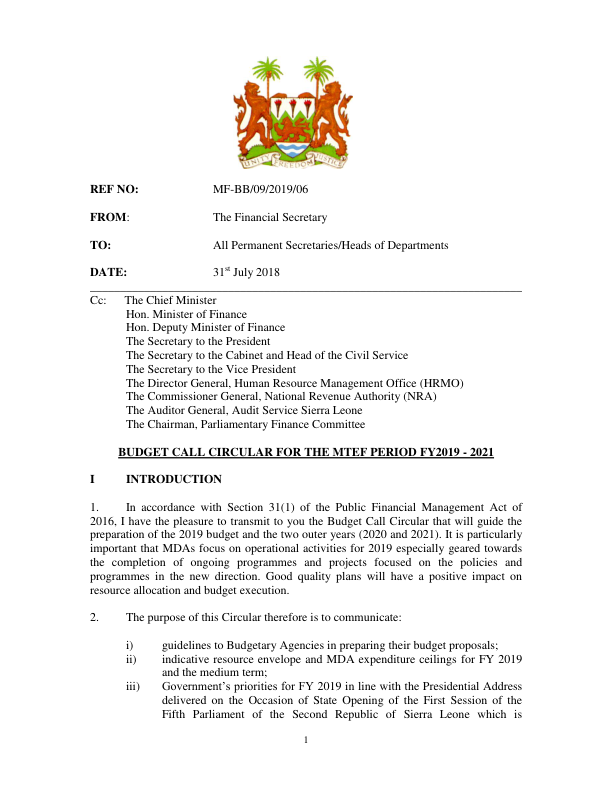 UNITY FREEDOM JUSTICE
REF NO: MF-BB/09/2019/06
FROM: The Financial Secretary
TO: All Permanent Secretaries/Heads of Departments
DATE: 31st July 2018
Cc: The Chief Minister
Hon. Minister of Finance
Hon. Deputy Minister of Finance
The Secretary to the President
The Secretary to the Cabinet and Head of the Civil Service
The Secretary to the Vice President
The Director General, Human Resource Management Office (HRMO)
The Commissioner General, National Revenue Authority (NRA)
The Auditor General, Audit Service Sierra Leone
The Chairman, Parliamentary Finance Committee
BUDGET CALL CIRCULAR FOR THE MTEF PERIOD FY2019 - 2021
I INTRODUCTION
1. In accordance with Section 31(1) of the Public Financial Management Act of
2016, I have the pleasure to transmit to you the Budget Call Circular that will guide the
preparation of the 2019 budget and the two outer years (2020 and 2021). It is particularly
important that MDAs focus on operational activities for 2019 especially geared towards
the completion of ongoing programmes and projects focused on the policies and
programmes in the new direction. Good quality plans will have a positive impact on
resource allocation and budget execution.
2. The purpose of this Circular therefore is to communicate:
i) guidelines to Budgetary Agencies in preparing their budget proposals;
ii) indicative resource envelope and MDA expenditure ceilings for FY 2019
and the medium term;
iii) Government's priorities for FY 2019 in line with the Presidential Address
delivered on the Occasion of State Opening of the First Session of the
Fifth Parliament of the Second Republic of Sierra Leone which is
1